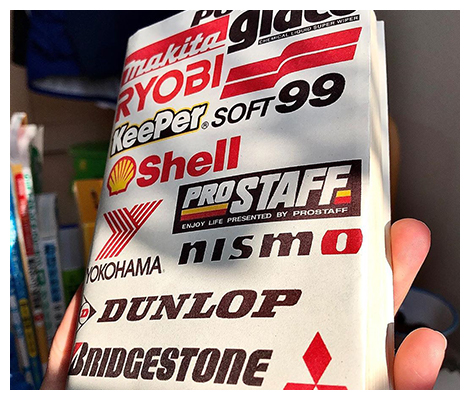 makita
glaco
CHEMICAL LIQUID SUPER WIPER
RYOBI
KeePer®
SOFT99
Shell
PROSTAFF
ENJOY LIFE PRESENTED BY PROSTAFF
YOKOHAMA
nismo
D DUNLOP
BRIDGESTONE